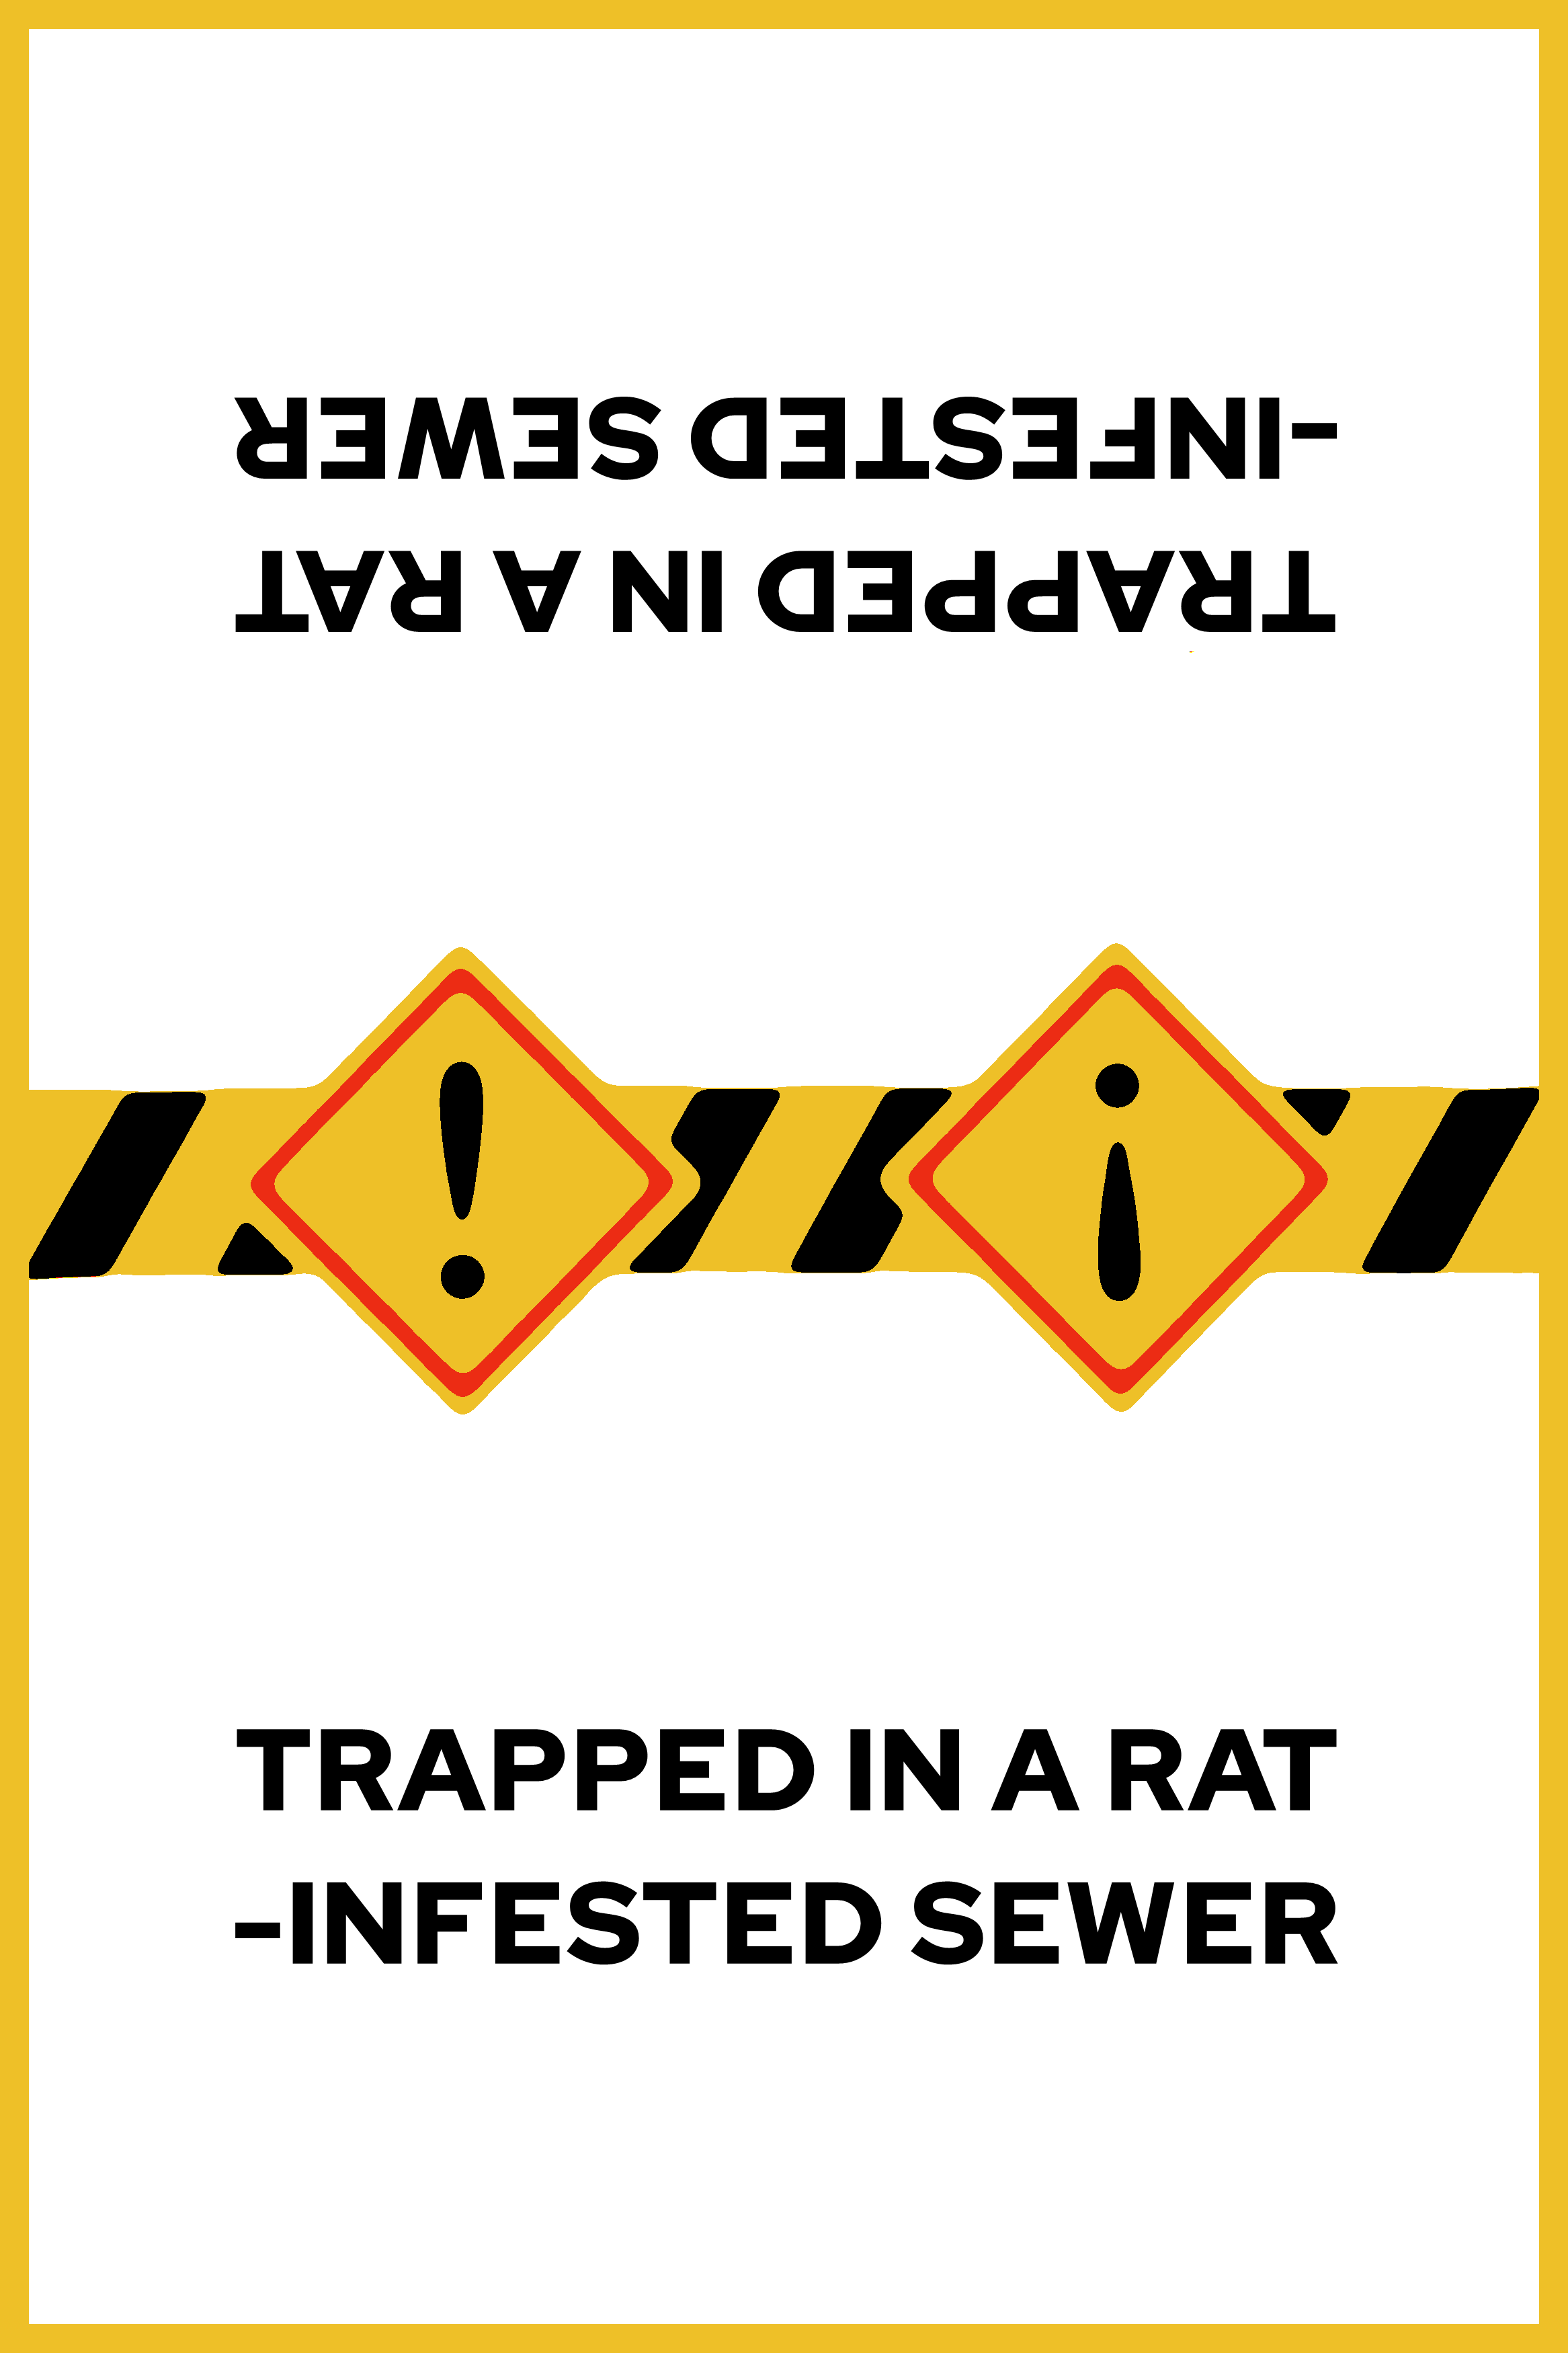 TRAPPED IN A RAT
-INFESTED SEWER
!
!
TRAPPED IN A RAT
-INFESTED SEWER